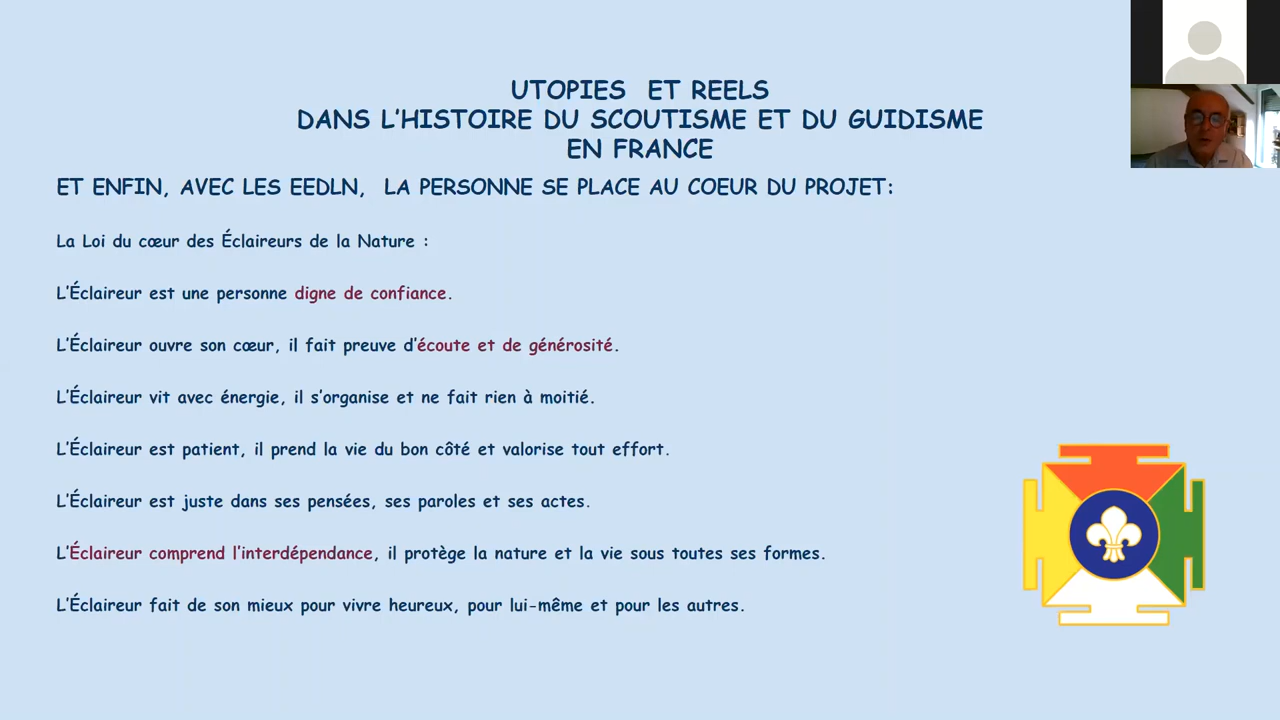 UTOPIES ET REELS
DANS L'HISTOIRE DU SCOUTISME ET DU GUIDISME
EN FRANCE
ET ENFIN, AVEC LES EEDLN, LA PERSONNE SE PLACE AU COEUR DU PROJET:
La Loi du cœur des Éclaireurs de la Nature :
L'Éclaireur est une personne digne de confiance.
L'Éclaireur ouvre son cœur, il fait preuve d'écoute et de générosité.
L'Éclaireur vit avec énergie, il s'organise et ne fait rien à moitié.
L'Éclaireur est patient, il prend la vie du bon côté et valorise tout effort.
L'Éclaireur est juste dans ses pensées, ses paroles et ses actes.
L'Éclaireur comprend l'interdépendance, il protège la nature et la vie sous toutes ses formes.
L'Éclaireur fait de son mieux pour vivre heureux, pour lui-même et pour les autres.